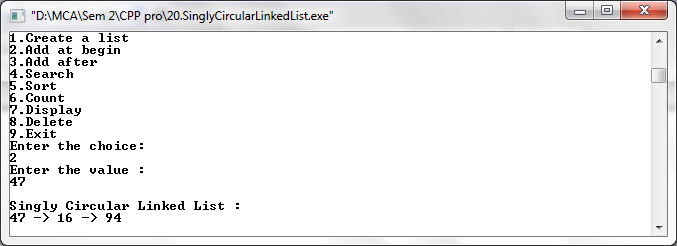 "D:\MCA\Sem 2\CPP pro\20.SinglyCircularLinkedList.exe"
1.Create a list
2.Add at begin
3.Add after
4.Search
5.Sort
6.Count
7.Display
8.Delete
9.Exit
Enter the choice:
2
Enter the value :
47
Singly Circular Linked List :
47 -> 16 -> 94